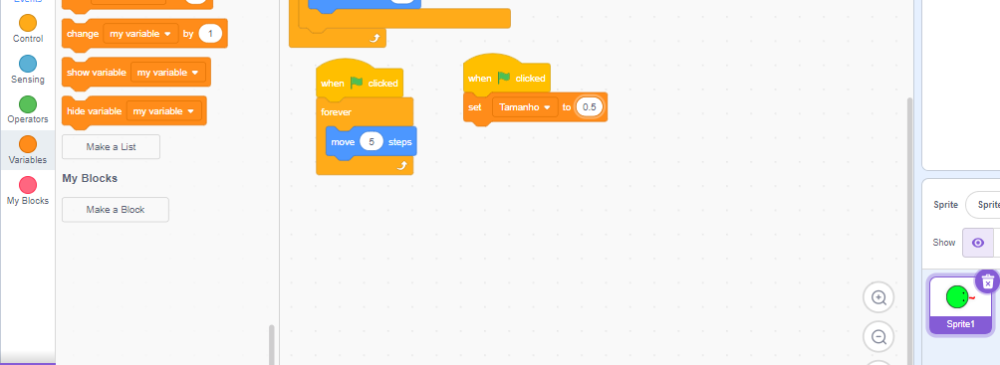 Control
Sensing
Operators
Variables
My Blocks
change my variable by 1
show variable my variable
hide variable my variable
Make a List
My Blocks
Make a Block
when clicked
forever
move 5 steps
when clicked
set Tamanho to 0.5
Sprite
Show
Sprite1